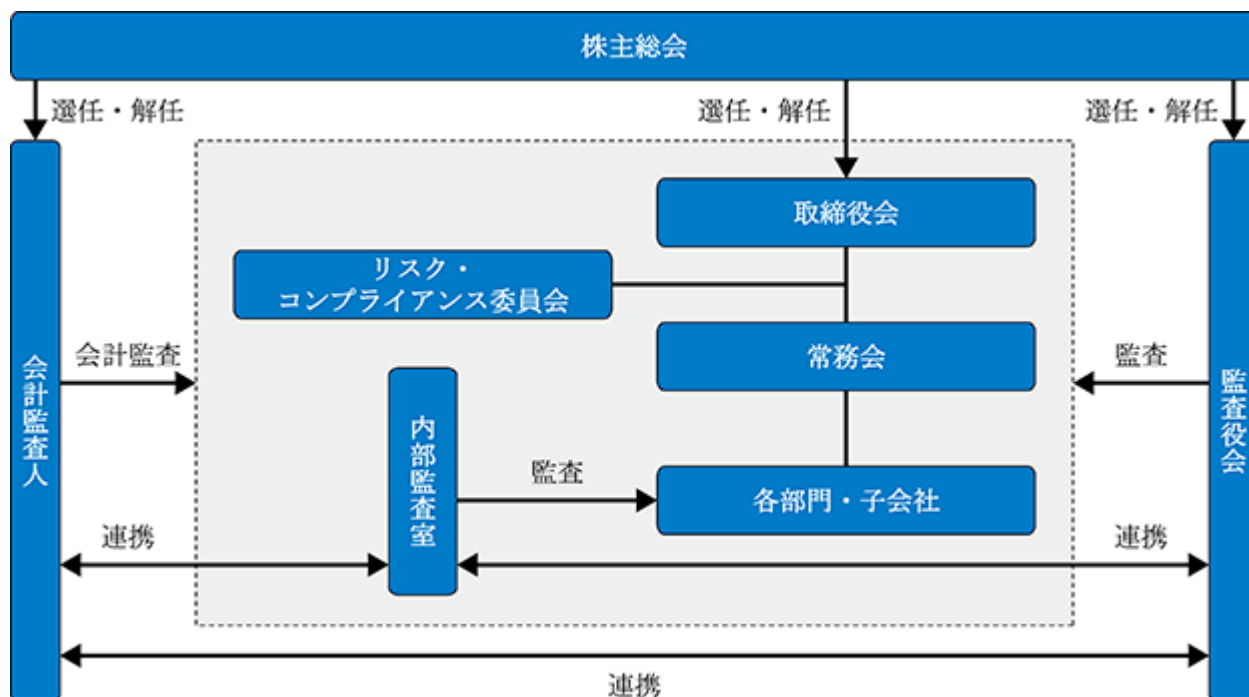 株主総会
選任・解任
選任・解任
選任・解任
取締役会
リスク・
コンプライアンス委員会
常務会
会計監査
監査
会計監査人
監査役会
内部監査室
監査
各部門・子会社
連携
連携
連携